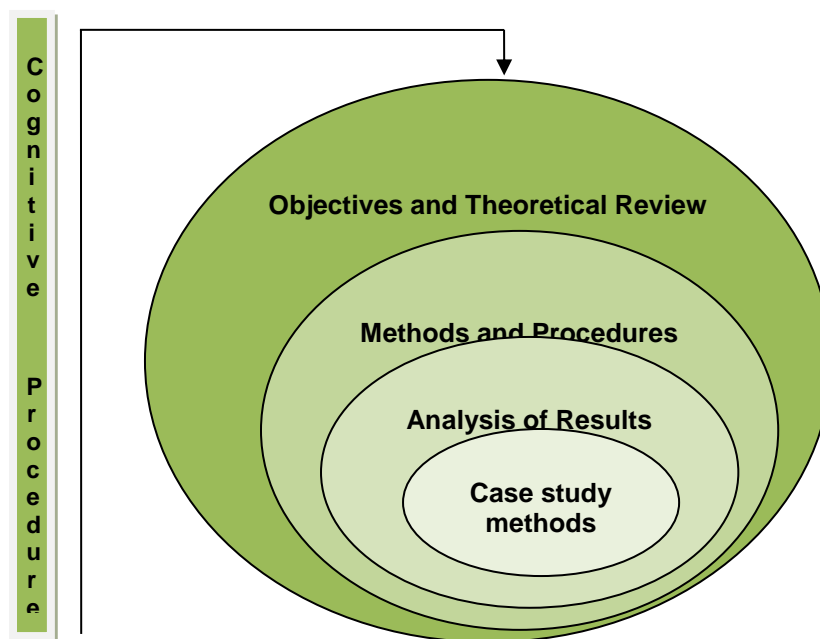 Cognitive Procedure
Objectives and Theoretical Review
Methods and Procedures
Analysis of Results
Case study
methods